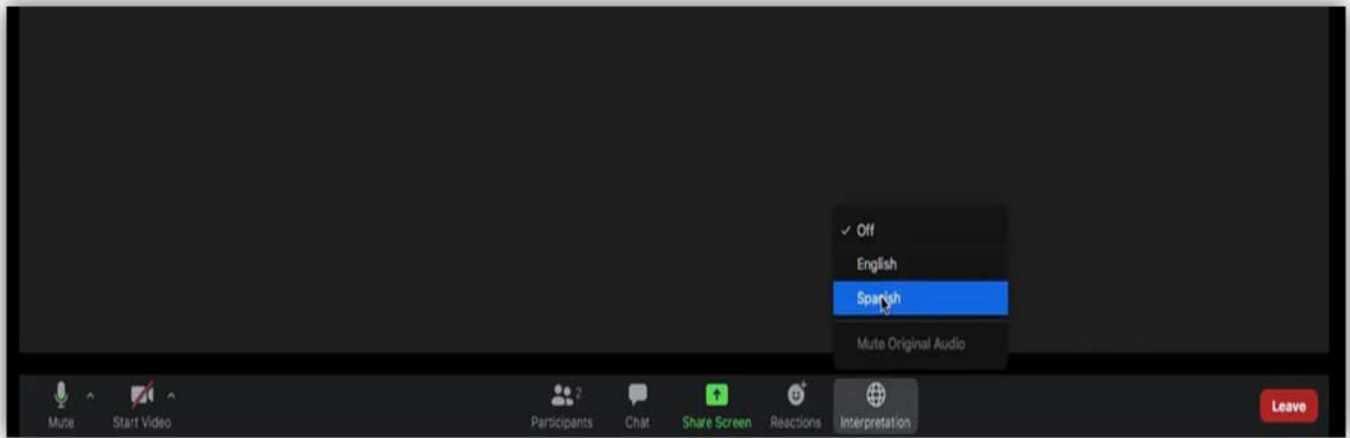 ✓ Off
English
Spanish
Mute Original Audio
Mute Start Video Participants 2 Chat Share Screen Reactions Interpretation Leave